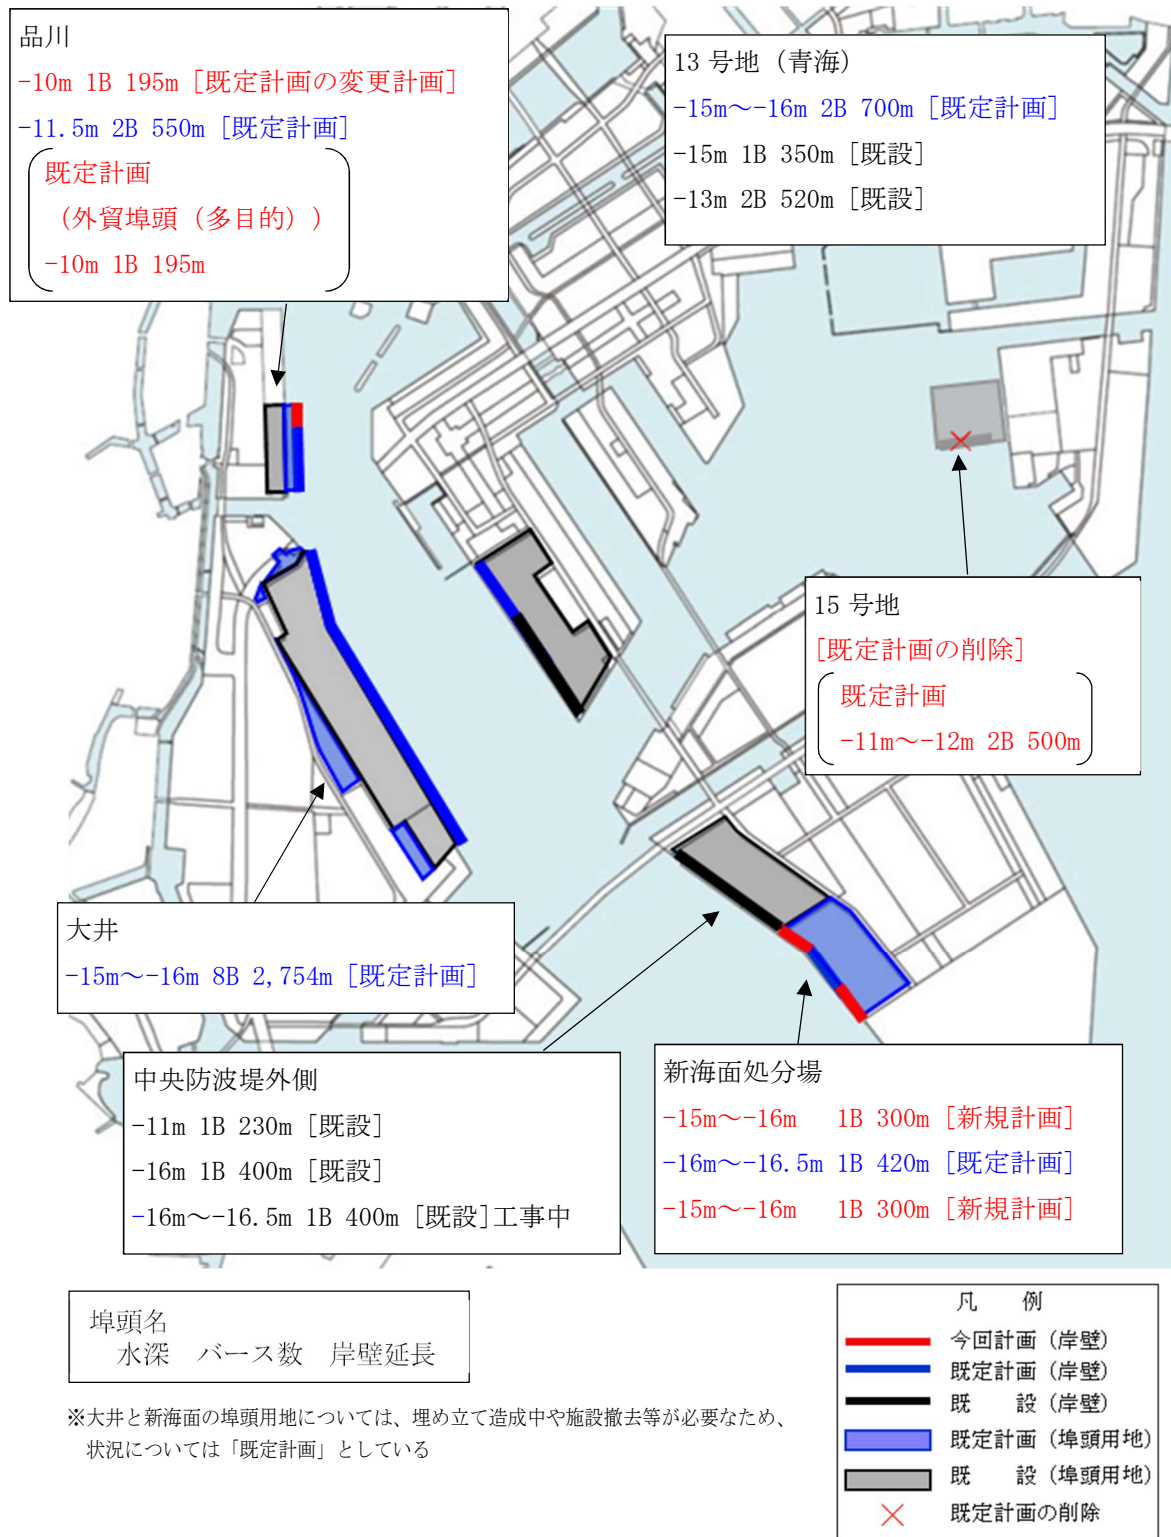 品川
-10m 1B 195m [既定計画の変更計画]
-11.5m 2B 550m [既定計画]
既定計画
（外貿埠頭（多目的））
-10m 1B 195m
13 号地（青海）
-15m～-16m 2B 700m [既定計画]
-15m 1B 350m [既設]
-13m 2B 520m [既設]
15 号地
[既定計画の削除]
既定計画
-11m～-12m 2B 500m
大井
-15m～-16m 8B 2,754m [既定計画]
中央防波堤外側
-11m 1B 230m [既設]
-16m 1B 400m [既設]
-16m～-16.5m 1B 400m [既設]工事中
新海面処分場
-15m～-16m 1B 300m [新規計画]
-16m～-16.5m 1B 420m [既定計画]
-15m～-16m 1B 300m [新規計画]
埠頭名
水深 バース数 岸壁延長
※大井と新海面の埠頭用地については、埋め立て造成中や施設撤去等が必要なため、
状況については「既定計画」としている
凡 例
今回計画（岸壁）
既定計画（岸壁）
既 設（岸壁）
既定計画（埠頭用地）
既 設（埠頭用地）
既定計画の削除